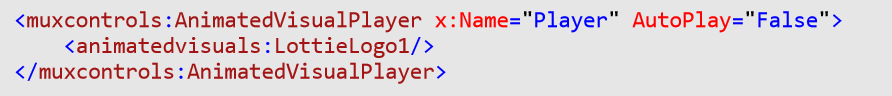 <muxcontrols:AnimatedVisualPlayer x:Name="Player" AutoPlay="False">
    <animatedvisuals:LottieLogo1/>
</muxcontrols:AnimatedVisualPlayer>